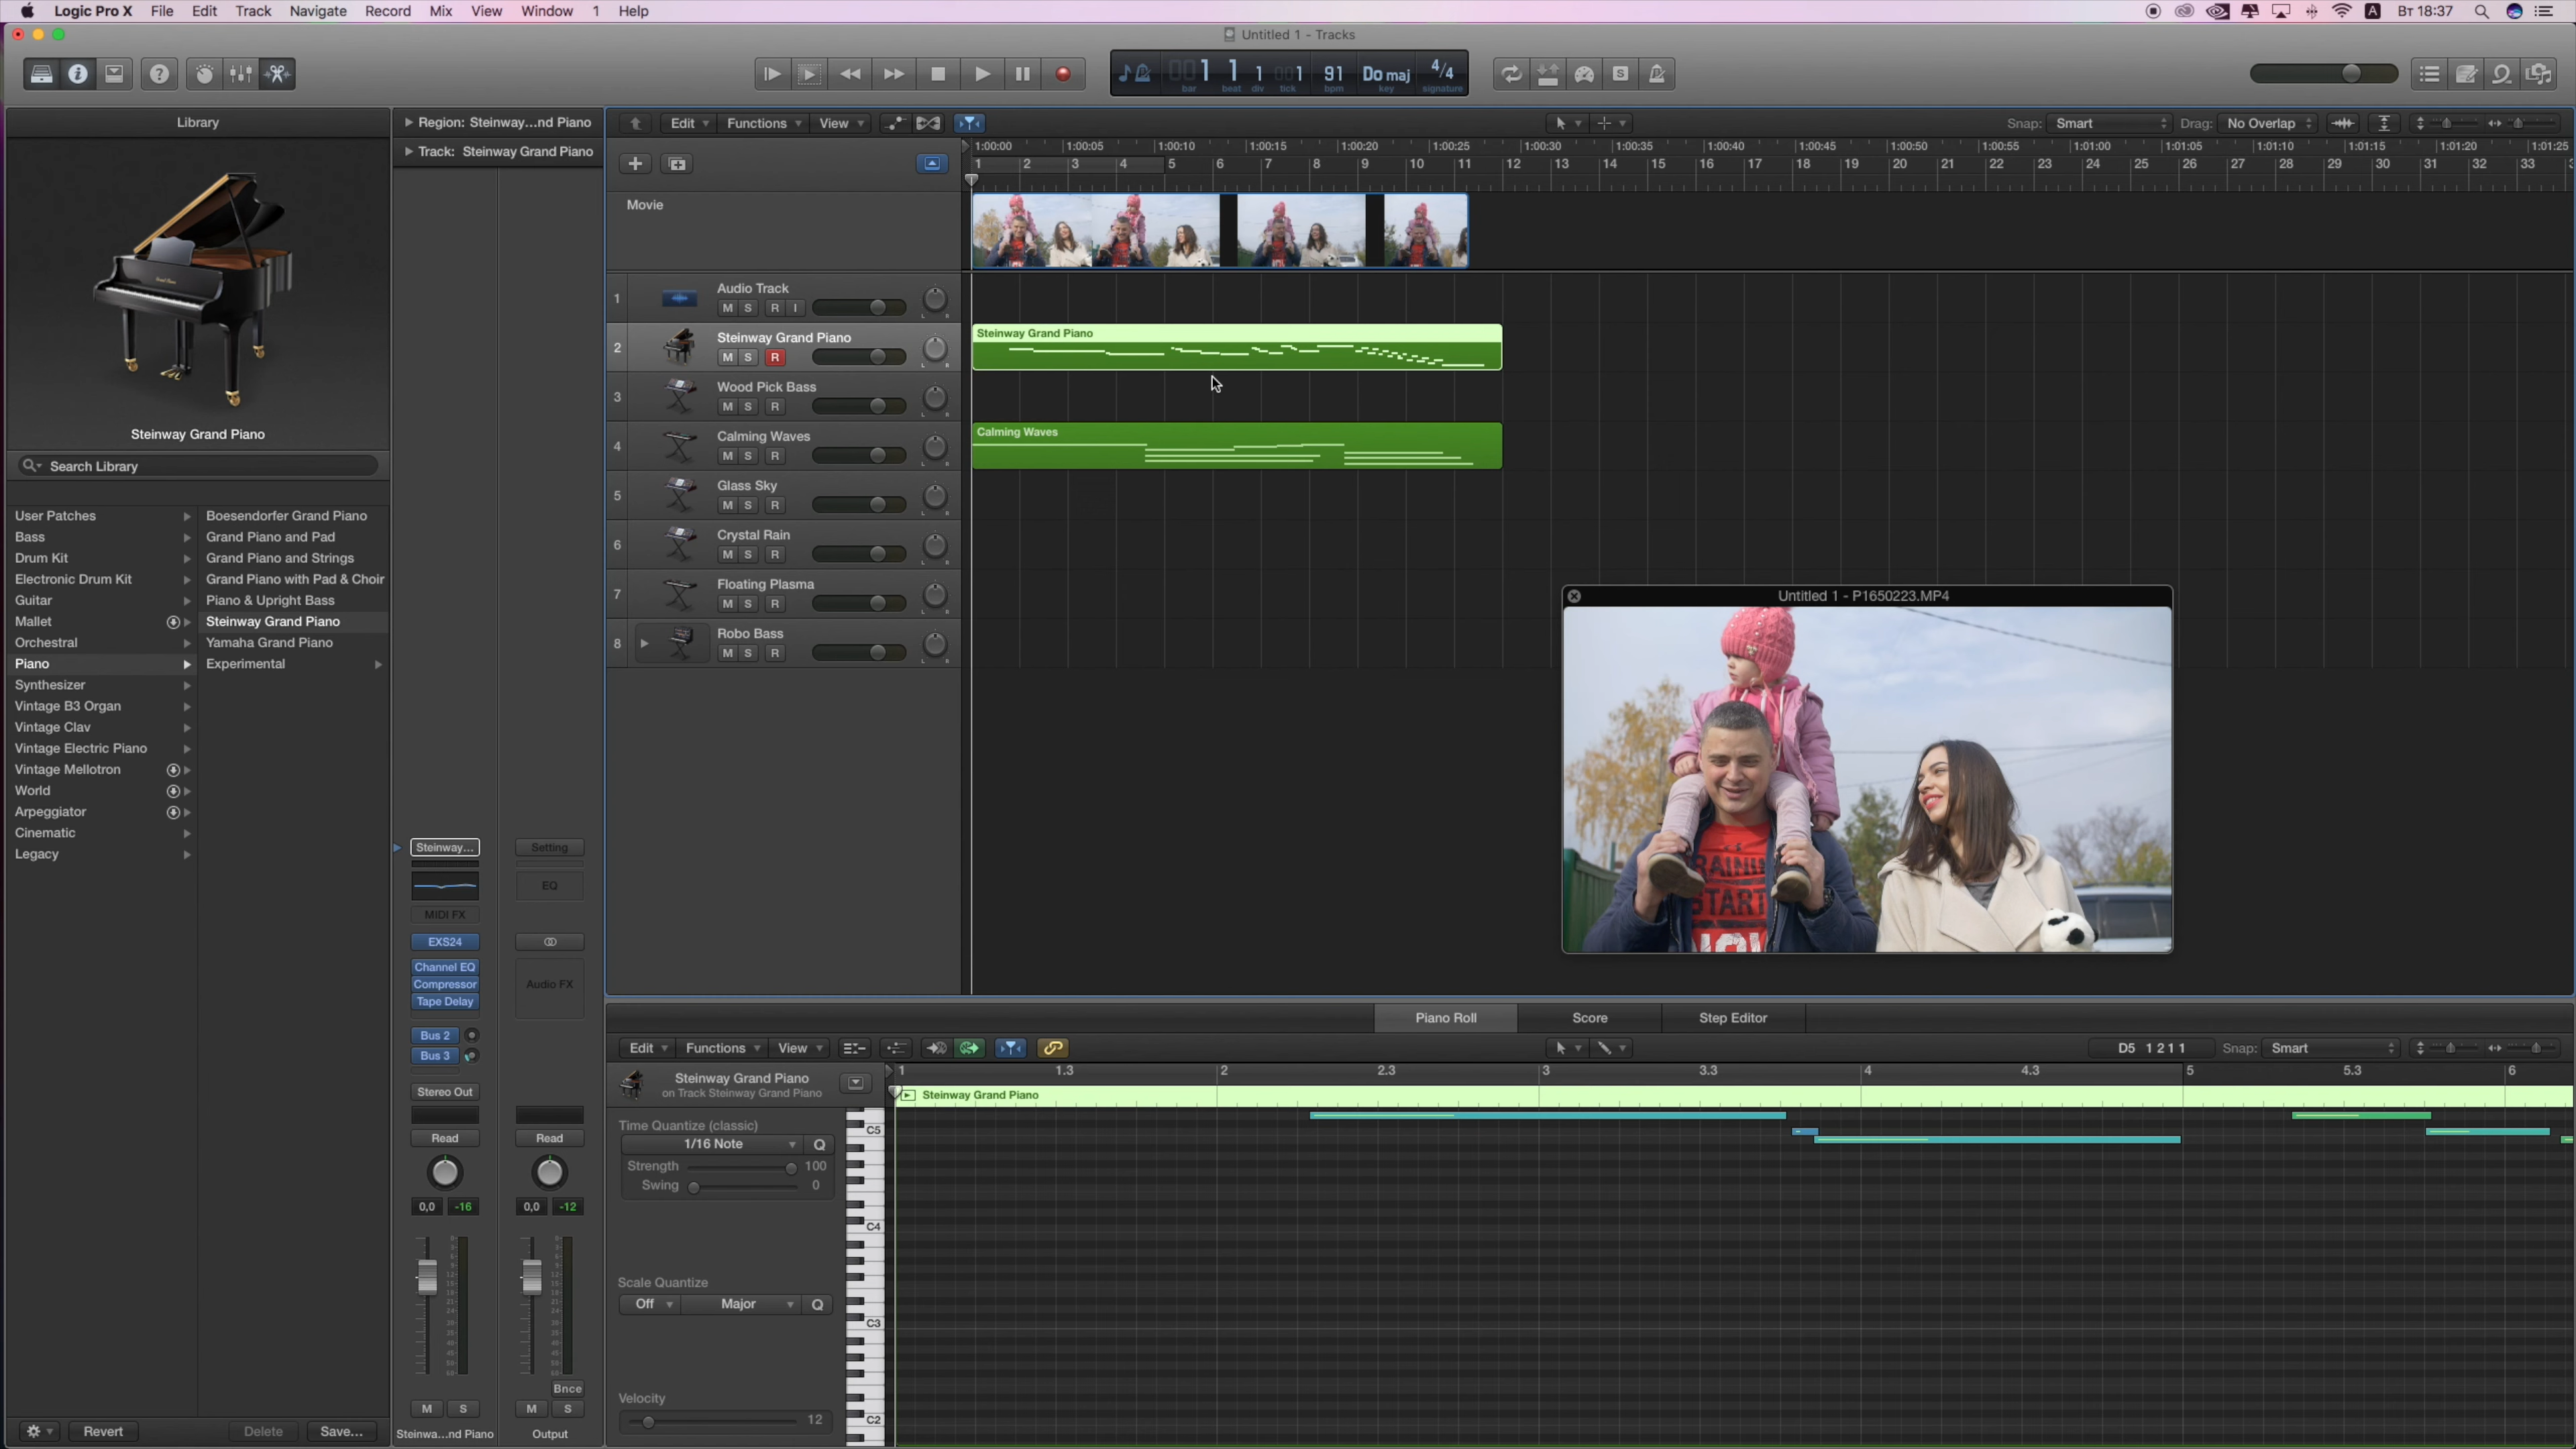 Logic Pro X File Edit Track Navigate Record Mix View Window 1 Help
A Вт 18:37
Untitled 1 - Tracks
001 1 1 001 91 Do maj 4/4
bar beat div tick bpm key signature
S
Library
Region: Steinway...nd Piano
Track: Steinway Grand Piano
Edit Functions View
Snap: Smart Drag: No Overlap
1:00:00 1:00:05 1:00:10 1:00:15 1:00:20 1:00:25 1:00:30 1:00:35 1:00:40 1:00:45 1:00:50 1:00:55 1:01:00 1:01:05 1:01:10 1:01:15 1:01:20 1:01:25
1 2 3 4 5 6 7 8 9 10 11 12 13 14 15 16 17 18 19 20 21 22 23 24 25 26 27 28 29 30 31 32 33
Movie
Steinway Grand Piano
Search Library
User Patches
Bass
Drum Kit
Electronic Drum Kit
Guitar
Mallet
Orchestral
Piano
Synthesizer
Vintage B3 Organ
Vintage Clav
Vintage Electric Piano
Vintage Mellotron
World
Arpeggiator
Cinematic
Legacy
Boesendorfer Grand Piano
Grand Piano and Pad
Grand Piano and Strings
Grand Piano with Pad & Choir
Piano & Upright Bass
Steinway Grand Piano
Yamaha Grand Piano
Experimental
Revert Delete Save...
Steinway... Setting
EQ
MIDI FX
EXS24
Channel EQ
Compressor Audio FX
Tape Delay
Bus 2
Bus 3
Stereo Out
Read Read
0,0 -16 0,0 -12
Bnce
M S M S
Steinwa...nd Piano Output
1 Audio Track
M S R I
2 Steinway Grand Piano
M S R
3 Wood Pick Bass
M S R
4 Calming Waves
M S R
5 Glass Sky
M S R
6 Crystal Rain
M S R
7 Floating Plasma
M S R
8 Robo Bass
M S R
Steinway Grand Piano
Calming Waves
Untitled 1 - P1650223.MP4
START
Piano Roll Score Step Editor
Edit Functions View
D5 1 2 1 1 Snap: Smart
Steinway Grand Piano
on Track Steinway Grand Piano
1 1.3 2 2.3 3 3.3 4 4.3 5 5.3 6
Steinway Grand Piano
Time Quantize (classic)
1/16 Note Q
Strength 100
Swing 0
Scale Quantize
Off Major Q
Velocity
12
C5
C4
C3
C2